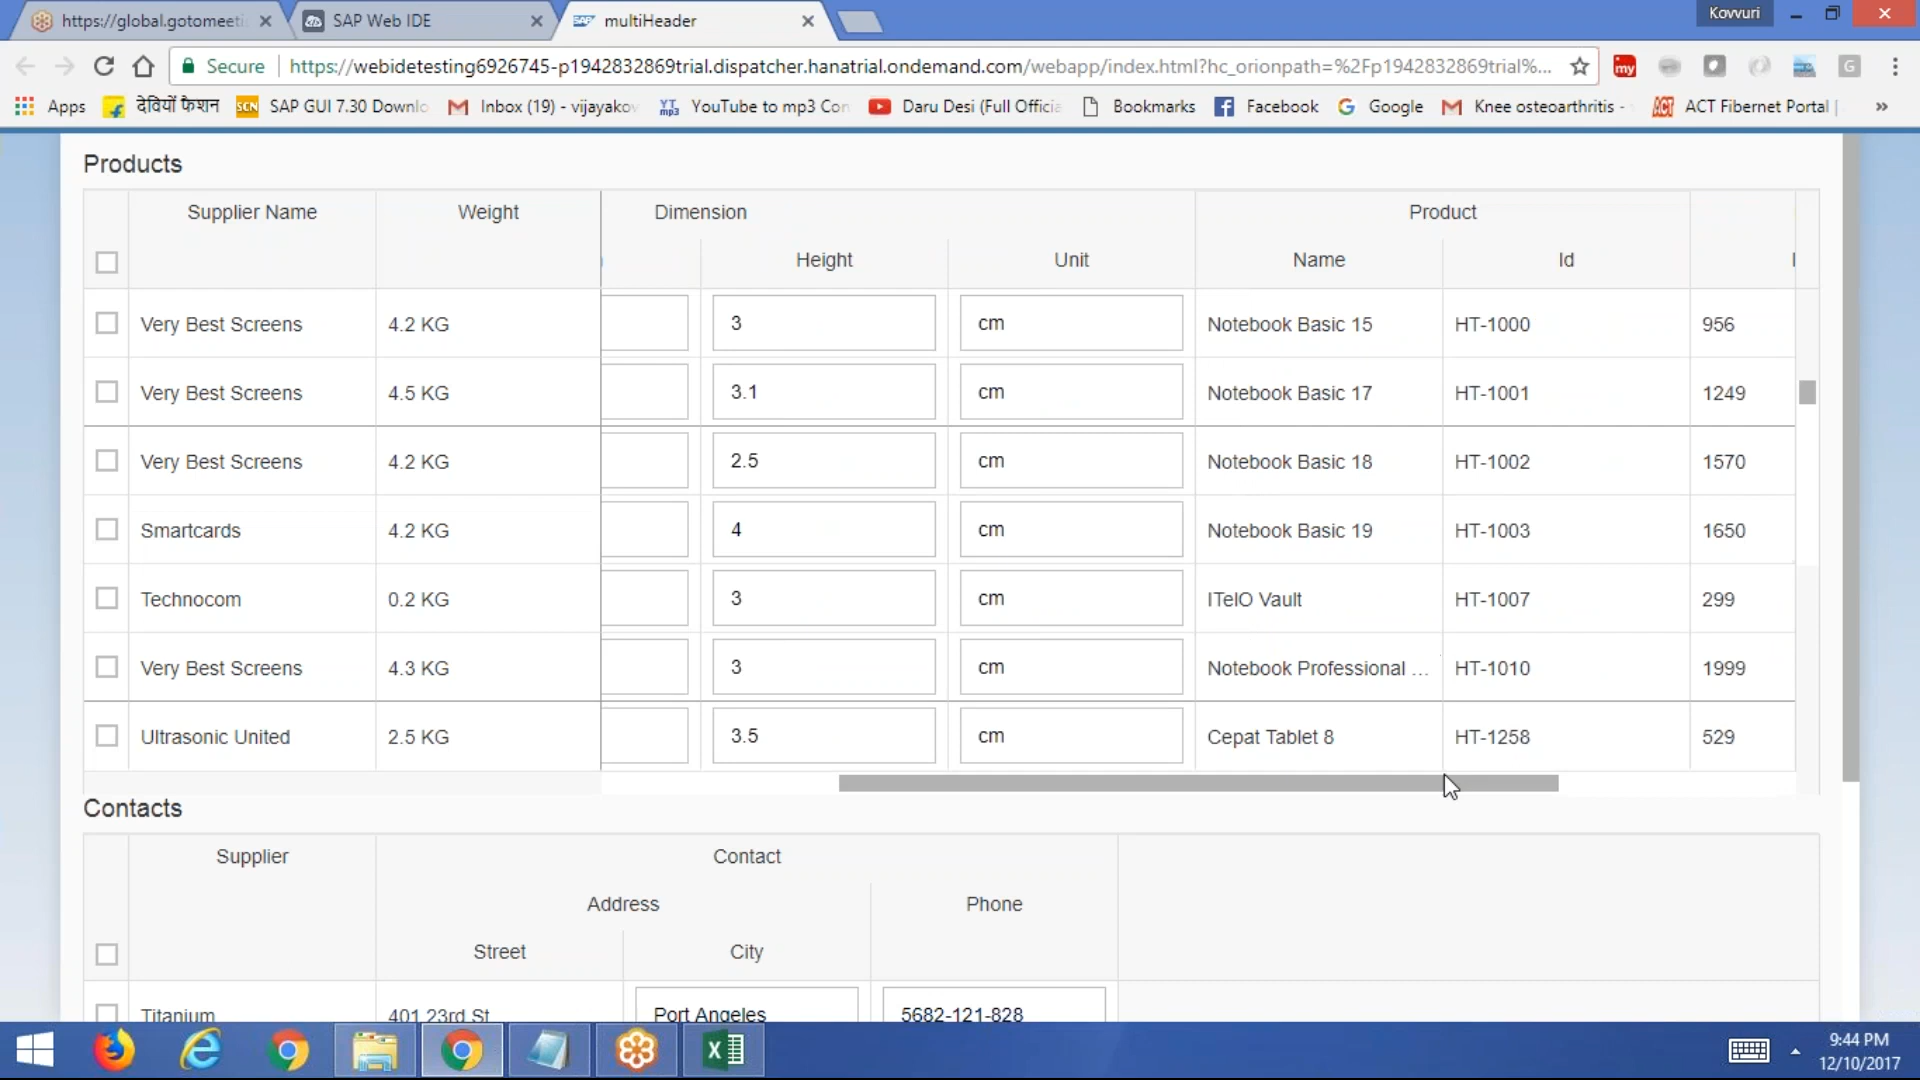 https://global.gotomeeti
SAP Web IDE
multiHeader
Kovvuri
Secure
https://webidetesting6926745-p1942832869trial.dispatcher.hanatrial.ondemand.com/webapp/index.html?hc_orionpath=%2Fp1942832869trial%...
my
G
Apps
देवियों फैशन
SCN
SAP GUI 7.30 Downlo
Inbox (19) - vijayakov
YT mp3
YouTube to mp3 Con
Daru Desi (Full Officia
Bookmarks
Facebook
Google
Knee osteoarthritis -
ACT
ACT Fibernet Portal |
»
Products
Supplier Name Weight Dimension Product
Height Unit Name Id
Very Best Screens 4.2 KG 3 cm Notebook Basic 15 HT-1000 956
Very Best Screens 4.5 KG 3.1 cm Notebook Basic 17 HT-1001 1249
Very Best Screens 4.2 KG 2.5 cm Notebook Basic 18 HT-1002 1570
Smartcards 4.2 KG 4 cm Notebook Basic 19 HT-1003 1650
Technocom 0.2 KG 3 cm ITelO Vault HT-1007 299
Very Best Screens 4.3 KG 3 cm Notebook Professional ... HT-1010 1999
Ultrasonic United 2.5 KG 3.5 cm Cepat Tablet 8 HT-1258 529
Contacts
Supplier Contact
Address Phone
Street City
Titanium 401 23rd St Port Angeles 5682-121-828
9:44 PM
12/10/2017